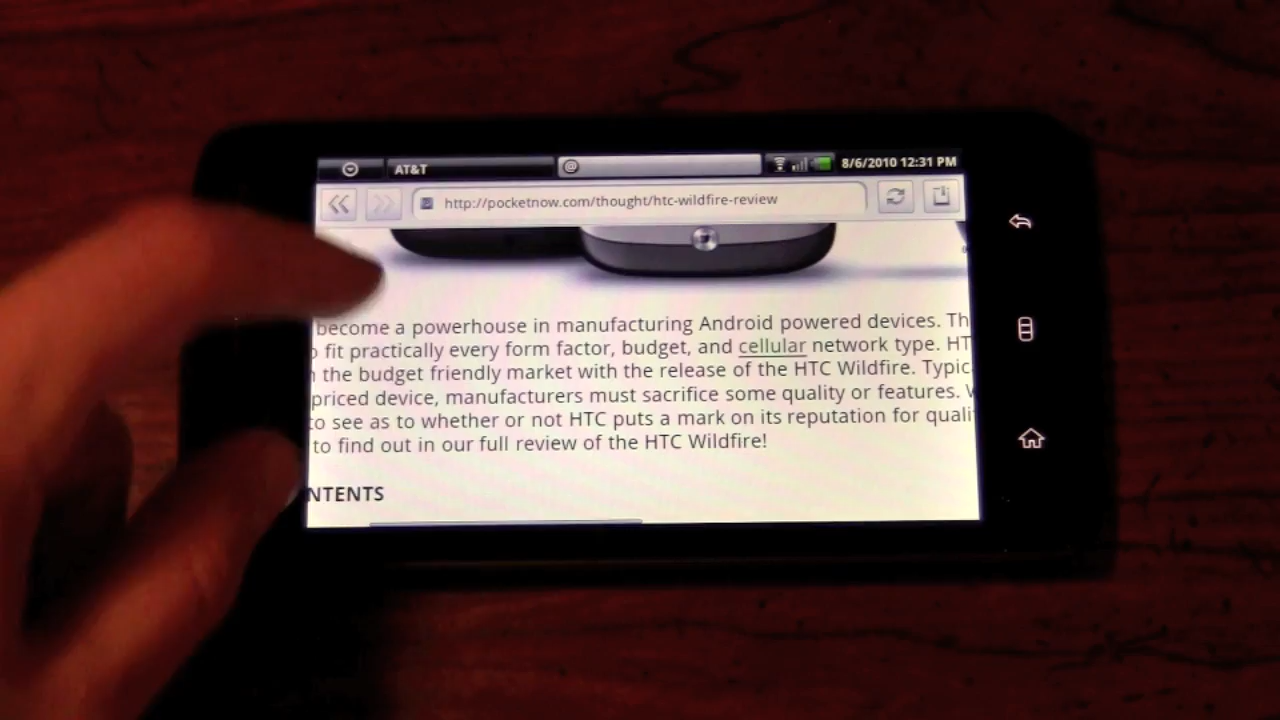 AT&T @ 8/6/2010 12:31 PM
http://pocketnow.com/thought/htc-wildfire-review
become a powerhouse in manufacturing Android powered devices. Th
fit practically every form factor, budget, and cellular network type. HT
the budget friendly market with the release of the HTC Wildfire. Typic
priced device, manufacturers must sacrifice some quality or features.
to see as to whether or not HTC puts a mark on its reputation for quali
to find out in our full review of the HTC Wildfire!
NTENTS